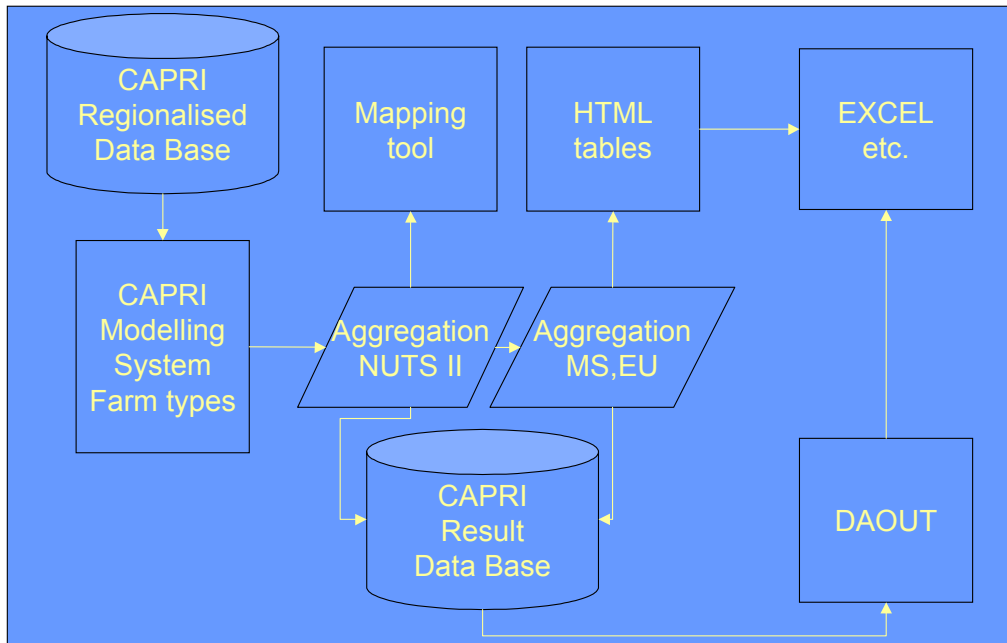 CAPRI
Regionalised
Data Base
Mapping
tool
HTML
tables
EXCEL
etc.
CAPRI
Modelling
System
Farm types
Aggregation
NUTS II
Aggregation
MS,EU
CAPRI
Result
Data Base
DAOUT